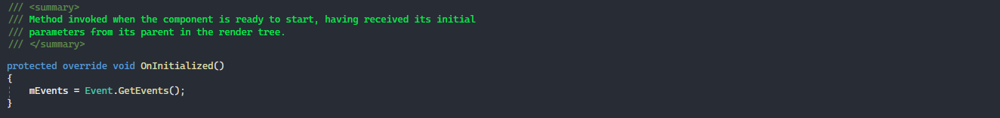 /// <summary>
/// Method invoked when the component is ready to start, having received its initial
/// parameters from its parent in the render tree.
/// </summary>
protected override void OnInitialized()
{
    mEvents = Event.GetEvents();
}